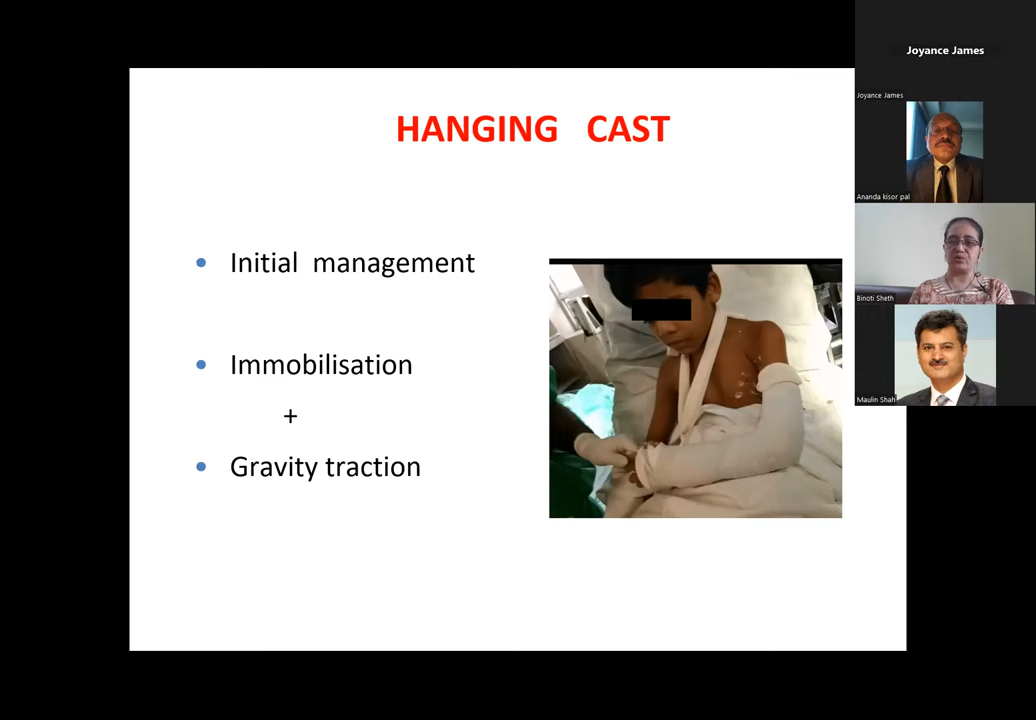 HANGING CAST
Initial management
Immobilisation
+
Gravity traction
Joyance James
Joyance James
Ananda kisor pal
Binoti Sheth
Maulin Shah